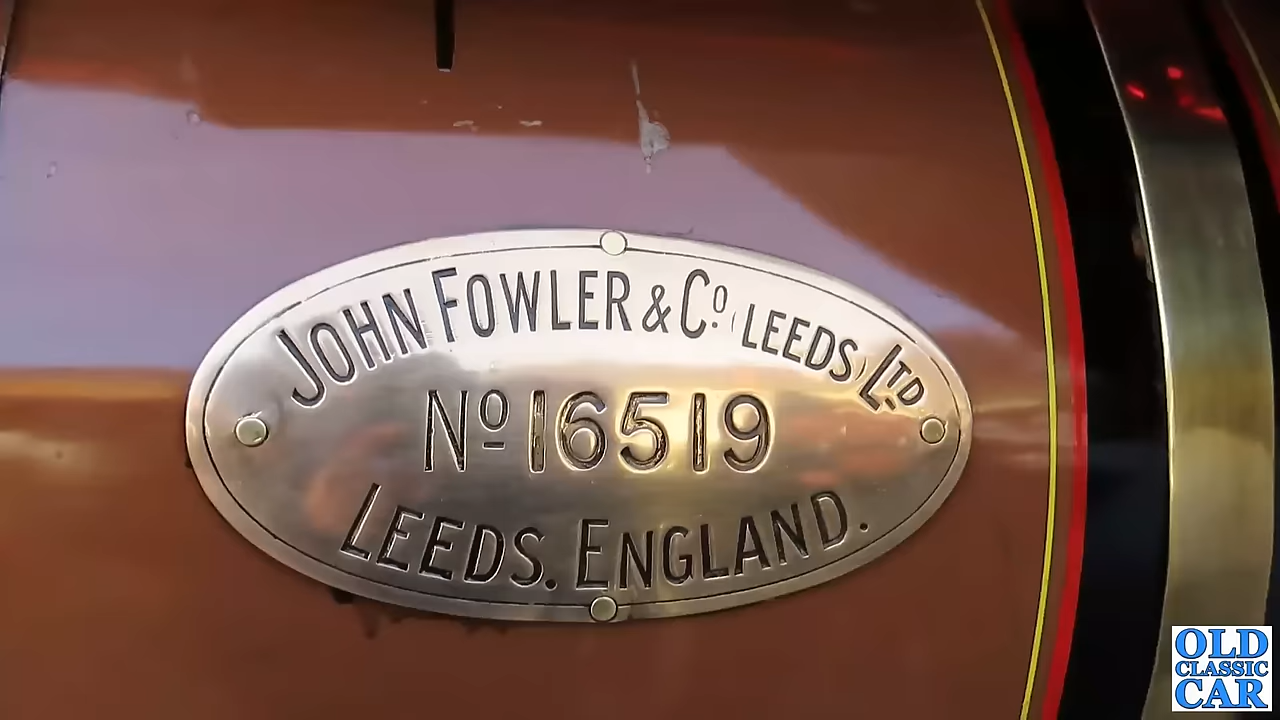 JOHN FOWLER & Cº (LEEDS) LTD
Nº 16519
LEEDS. ENGLAND.
OLD
CLASSIC
CAR